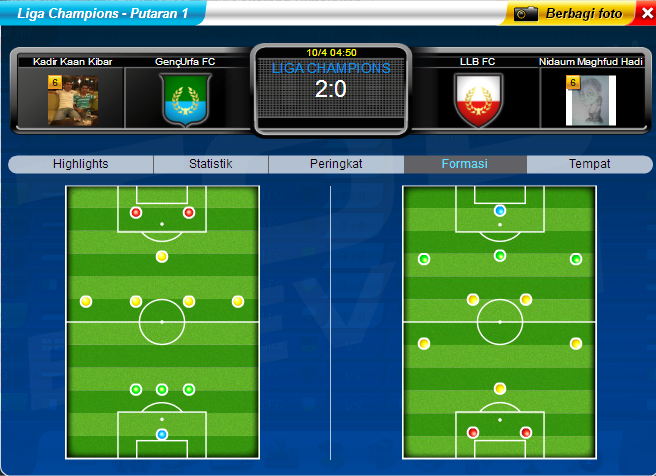 Liga Champions - Putaran 1
Berbagi foto
10/4 04:50
Kadir Kaan Kibar
GençUrfa FC
LIGA CHAMPIONS
LLB FC
Nidaum Maghfud Hadi
2:0
6
6
Highlights
Statistik
Peringkat
Formasi
Tempat